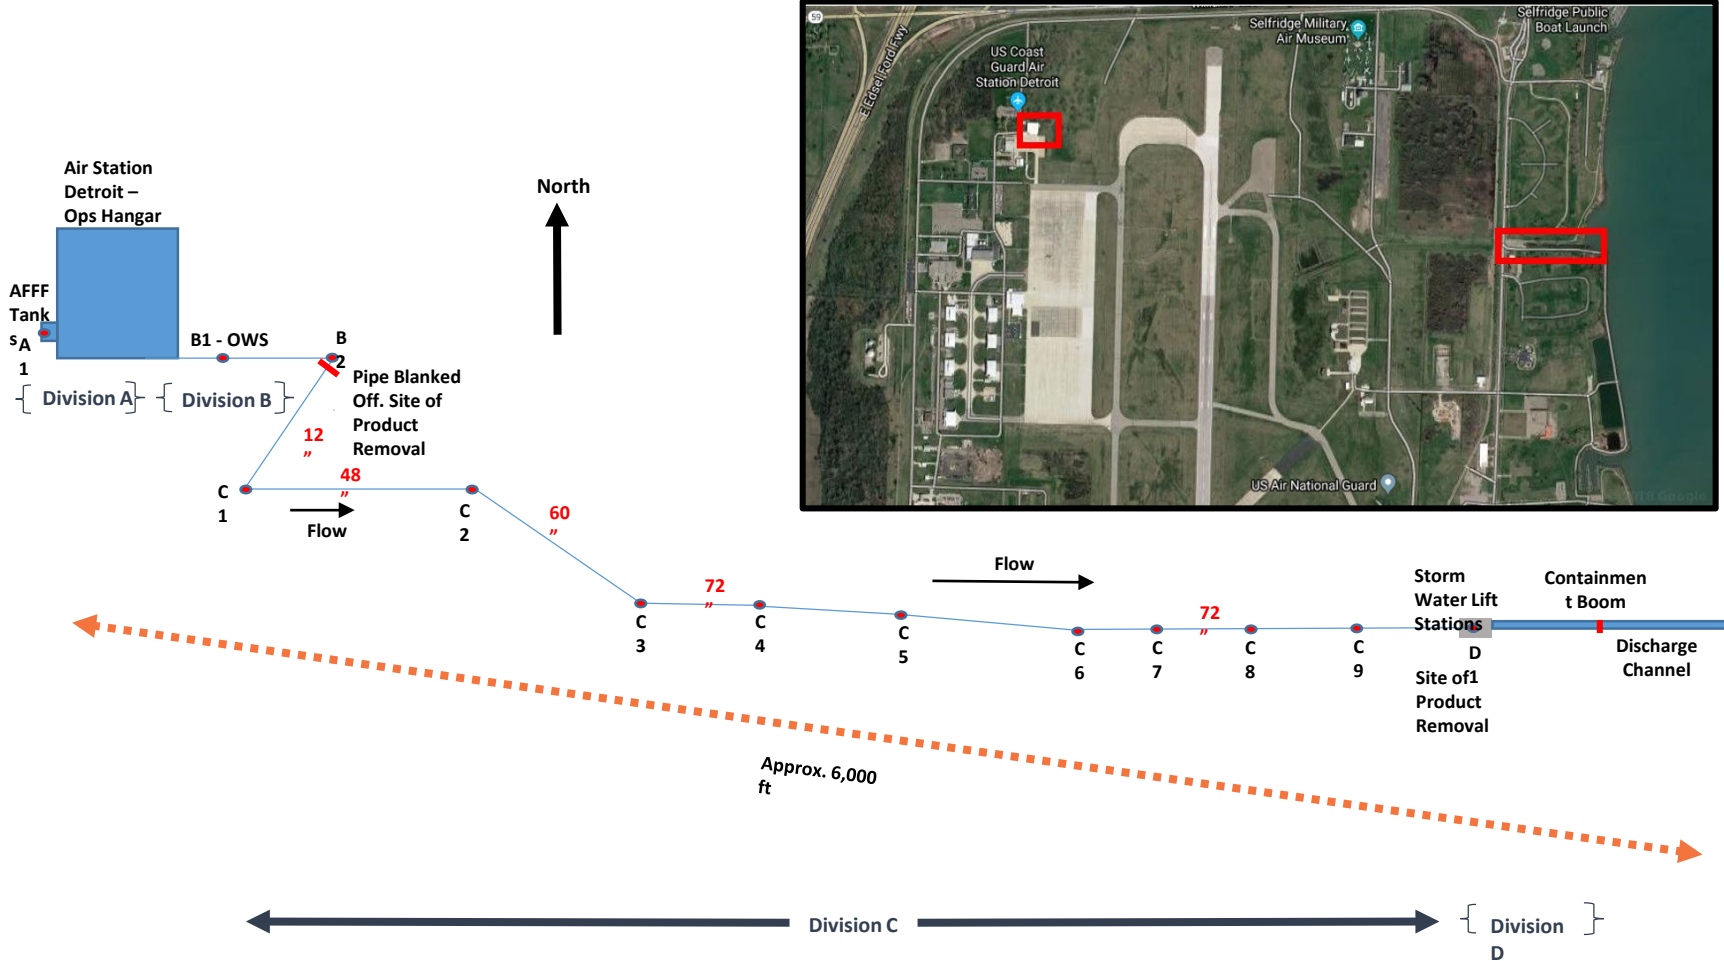 59
E Edsel Ford Fwy
US Coast
Guard Air
Station Detroit
Selfridge Military
Air Museum
Selfridge Public
Boat Launch
US Air National Guard
Air Station
Detroit –
Ops Hangar
North
AFFF
Tank
s
A
1
B1 - OWS
B
2
{ Division A }
{ Division B }
Pipe Blanked
Off. Site of
Product
Removal
12
”
48
”
C
1
Flow
C
2
60
”
72
”
C
3
C
4
C
5
Flow
C
6
C
7
72
”
C
8
C
9
Storm
Water Lift
Stations
D
1
Site of
Product
Removal
Containmen
t Boom
Discharge
Channel
Approx. 6,000
ft
Division C
{ Division
D }